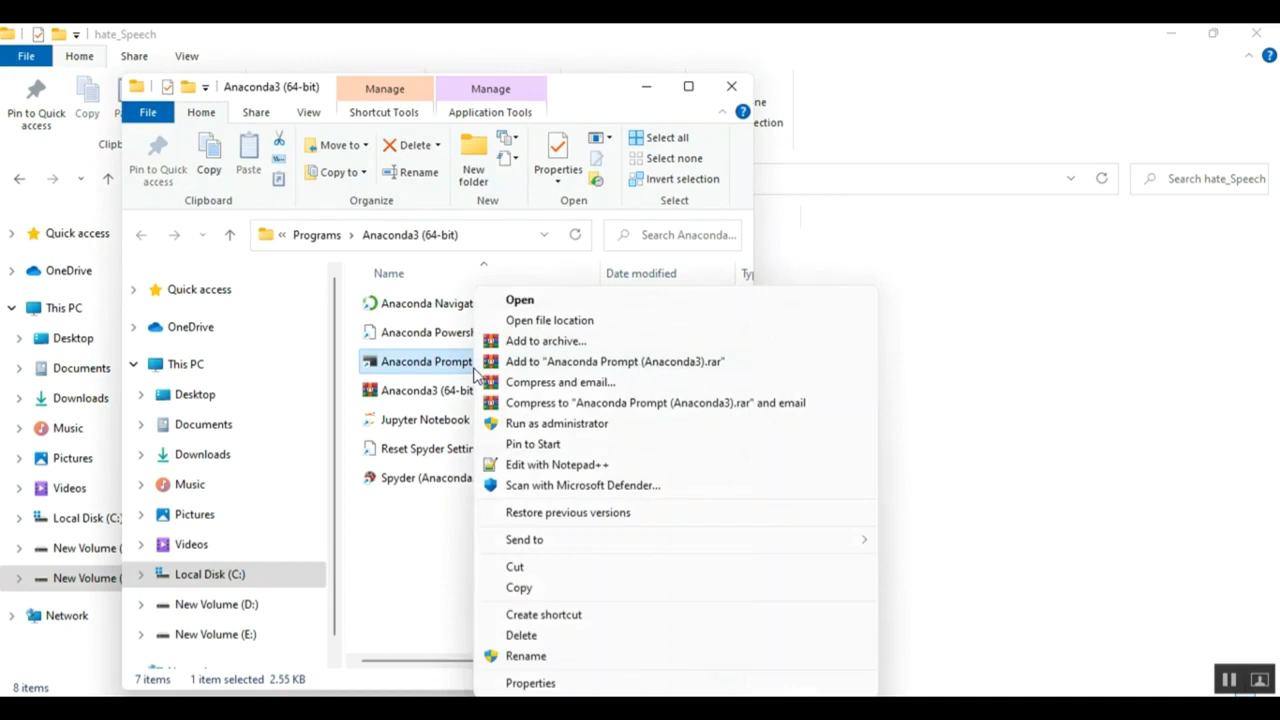 hate_Speech
File Home Share View
Pin to Quick access
Copy
Search hate_Speech
Quick access
OneDrive
This PC
Desktop
Documents
Downloads
Music
Pictures
Videos
Local Disk (C:)
New Volume (
New Volume (
Network
8 items
Anaconda3 (64-bit)
Manage
Manage
File Home Share View Shortcut Tools Application Tools
Pin to Quick access
Copy
Paste
Move to
Copy to
Delete
Rename
New folder
Properties
Select all
Select none
Invert selection
Clipboard Organize New Open Select
« Programs › Anaconda3 (64-bit)
Search Anaconda...
Name Date modified
Quick access
OneDrive
This PC
Desktop
Documents
Downloads
Music
Pictures
Videos
Local Disk (C:)
New Volume (D:)
New Volume (E:)
Anaconda Navigat
Anaconda Powersh
Anaconda Prompt
Anaconda3 (64-bit
Jupyter Notebook
Reset Spyder Settin
Spyder (Anaconda
7 items 1 item selected 2.55 KB
Open
Open file location
Add to archive...
Add to "Anaconda Prompt (Anaconda3).rar"
Compress and email...
Compress to "Anaconda Prompt (Anaconda3).rar" and email
Run as administrator
Pin to Start
Edit with Notepad++
Scan with Microsoft Defender...
Restore previous versions
Send to
Cut
Copy
Create shortcut
Delete
Rename
Properties